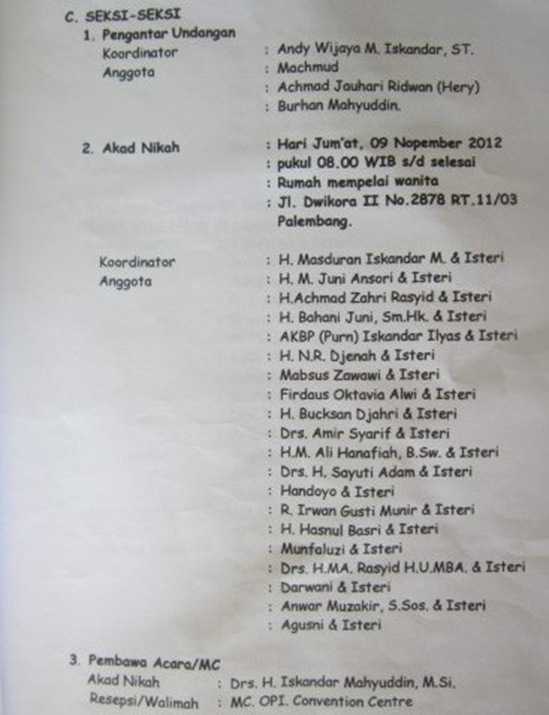 C. SEKSI-SEKSI
1. Pengantar Undangan
Koordinator : Andy Wijaya M. Iskandar, ST.
Anggota : Machmud
: Achmad Jauhari Ridwan (Hery)
: Burhan Mahyuddin.
2. Akad Nikah : Hari Jum'at, 09 Nopember 2012
: pukul 08.00 WIB s/d selesai
: Rumah mempelai wanita
: Jl. Dwikora II No.2878 RT.11/03
Palembang.
Koordinator : H. Masduran Iskandar M. & Isteri
Anggota : H. M. Juni Ansori & Isteri
: H.Achmad Zahri Rasyid & Isteri
: H. Bahani Juni, Sm.Hk. & Isteri
: AKBP (Purn) Iskandar Ilyas & Isteri
: H. N.R. Djenah & Isteri
: Mabsus Zawawi & Isteri
: Firdaus Oktavia Alwi & Isteri
: H. Bucksan Djahri & Isteri
: Drs. Amir Syarif & Isteri
: H.M. Ali Hanafiah, B.Sw. & Isteri
: Drs. H. Sayuti Adam & Isteri
: Handoyo & Isteri
: R. Irwan Gusti Munir & Isteri
: H. Hasnul Basri & Isteri
: Munfaluzi & Isteri
: Drs. H.MA. Rasyid H.U.MBA. & Isteri
: Darwani & Isteri
: Anwar Muzakir, S.Sos. & Isteri
: Agusni & Isteri
3. Pembawa Acara/MC
Akad Nikah : Drs. H. Iskandar Mahyuddin, M.Si,
Resepsi/Walimah : MC. OPI. Convention Centre